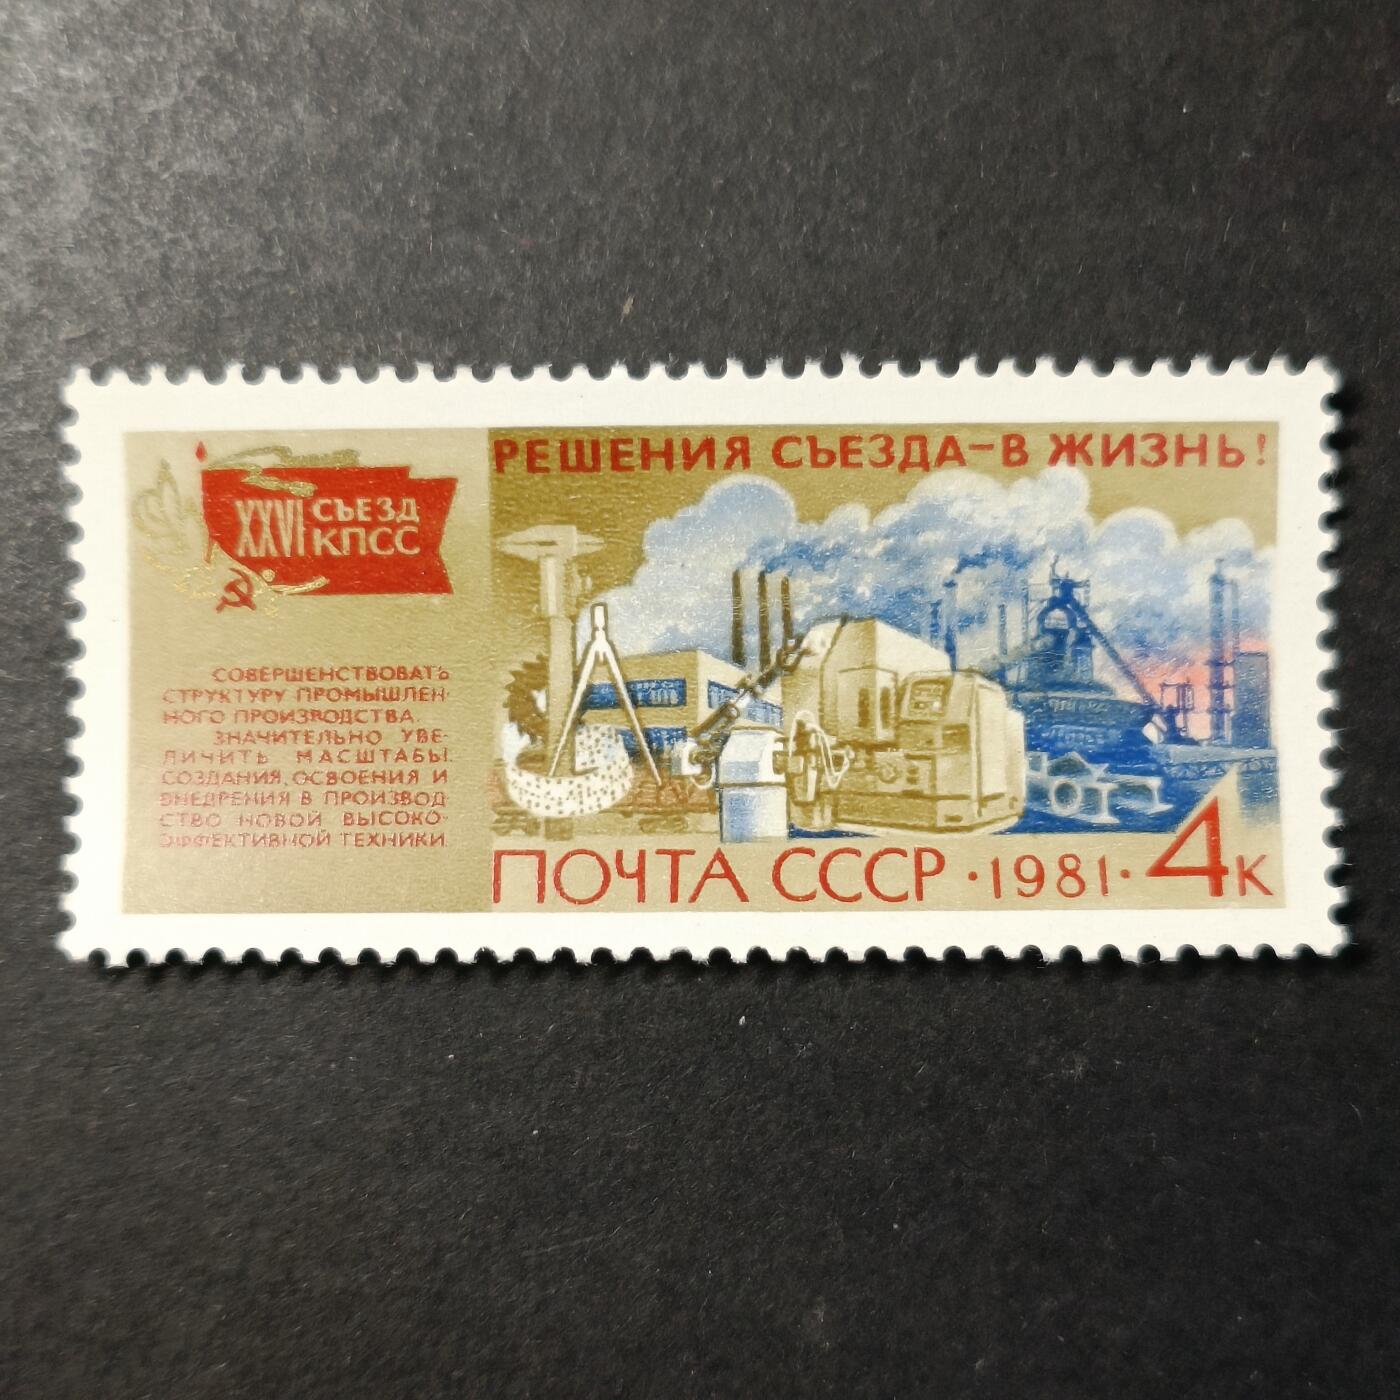 XXVI СЪЕЗД
КПСС
СОВЕРШЕНСТВОВАТЬ
СТРУКТУРУ ПРОМЫШЛЕН-
НОГО ПРОИЗВОДСТВА.
ЗНАЧИТЕЛЬНО УВЕ-
ЛИЧИТЬ МАСШТАБЫ
СОЗДАНИЯ, ОСВОЕНИЯ И
ВНЕДРЕНИЯ В ПРОИЗВОД
СТВО НОВОЙ ВЫСОКО-
ЭФФЕКТИВНОЙ ТЕХНИКИ.
РЕШЕНИЯ СЪЕЗДА – В ЖИЗНЬ!
ПОЧТА СССР · 1981 · 4к